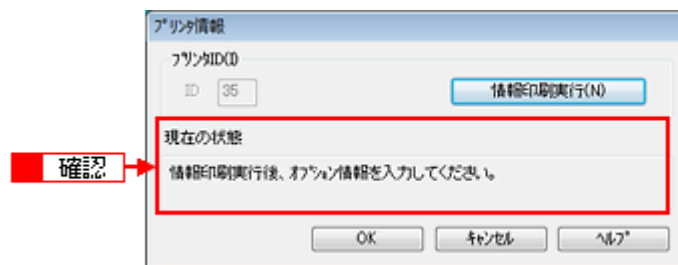 プリンタ情報
プリンタID(I)
ID 35 情報印刷実行(N)
現在の状態
確認
情報印刷実行後、オプション情報を入力してください。
OK キャンセル ヘルプ